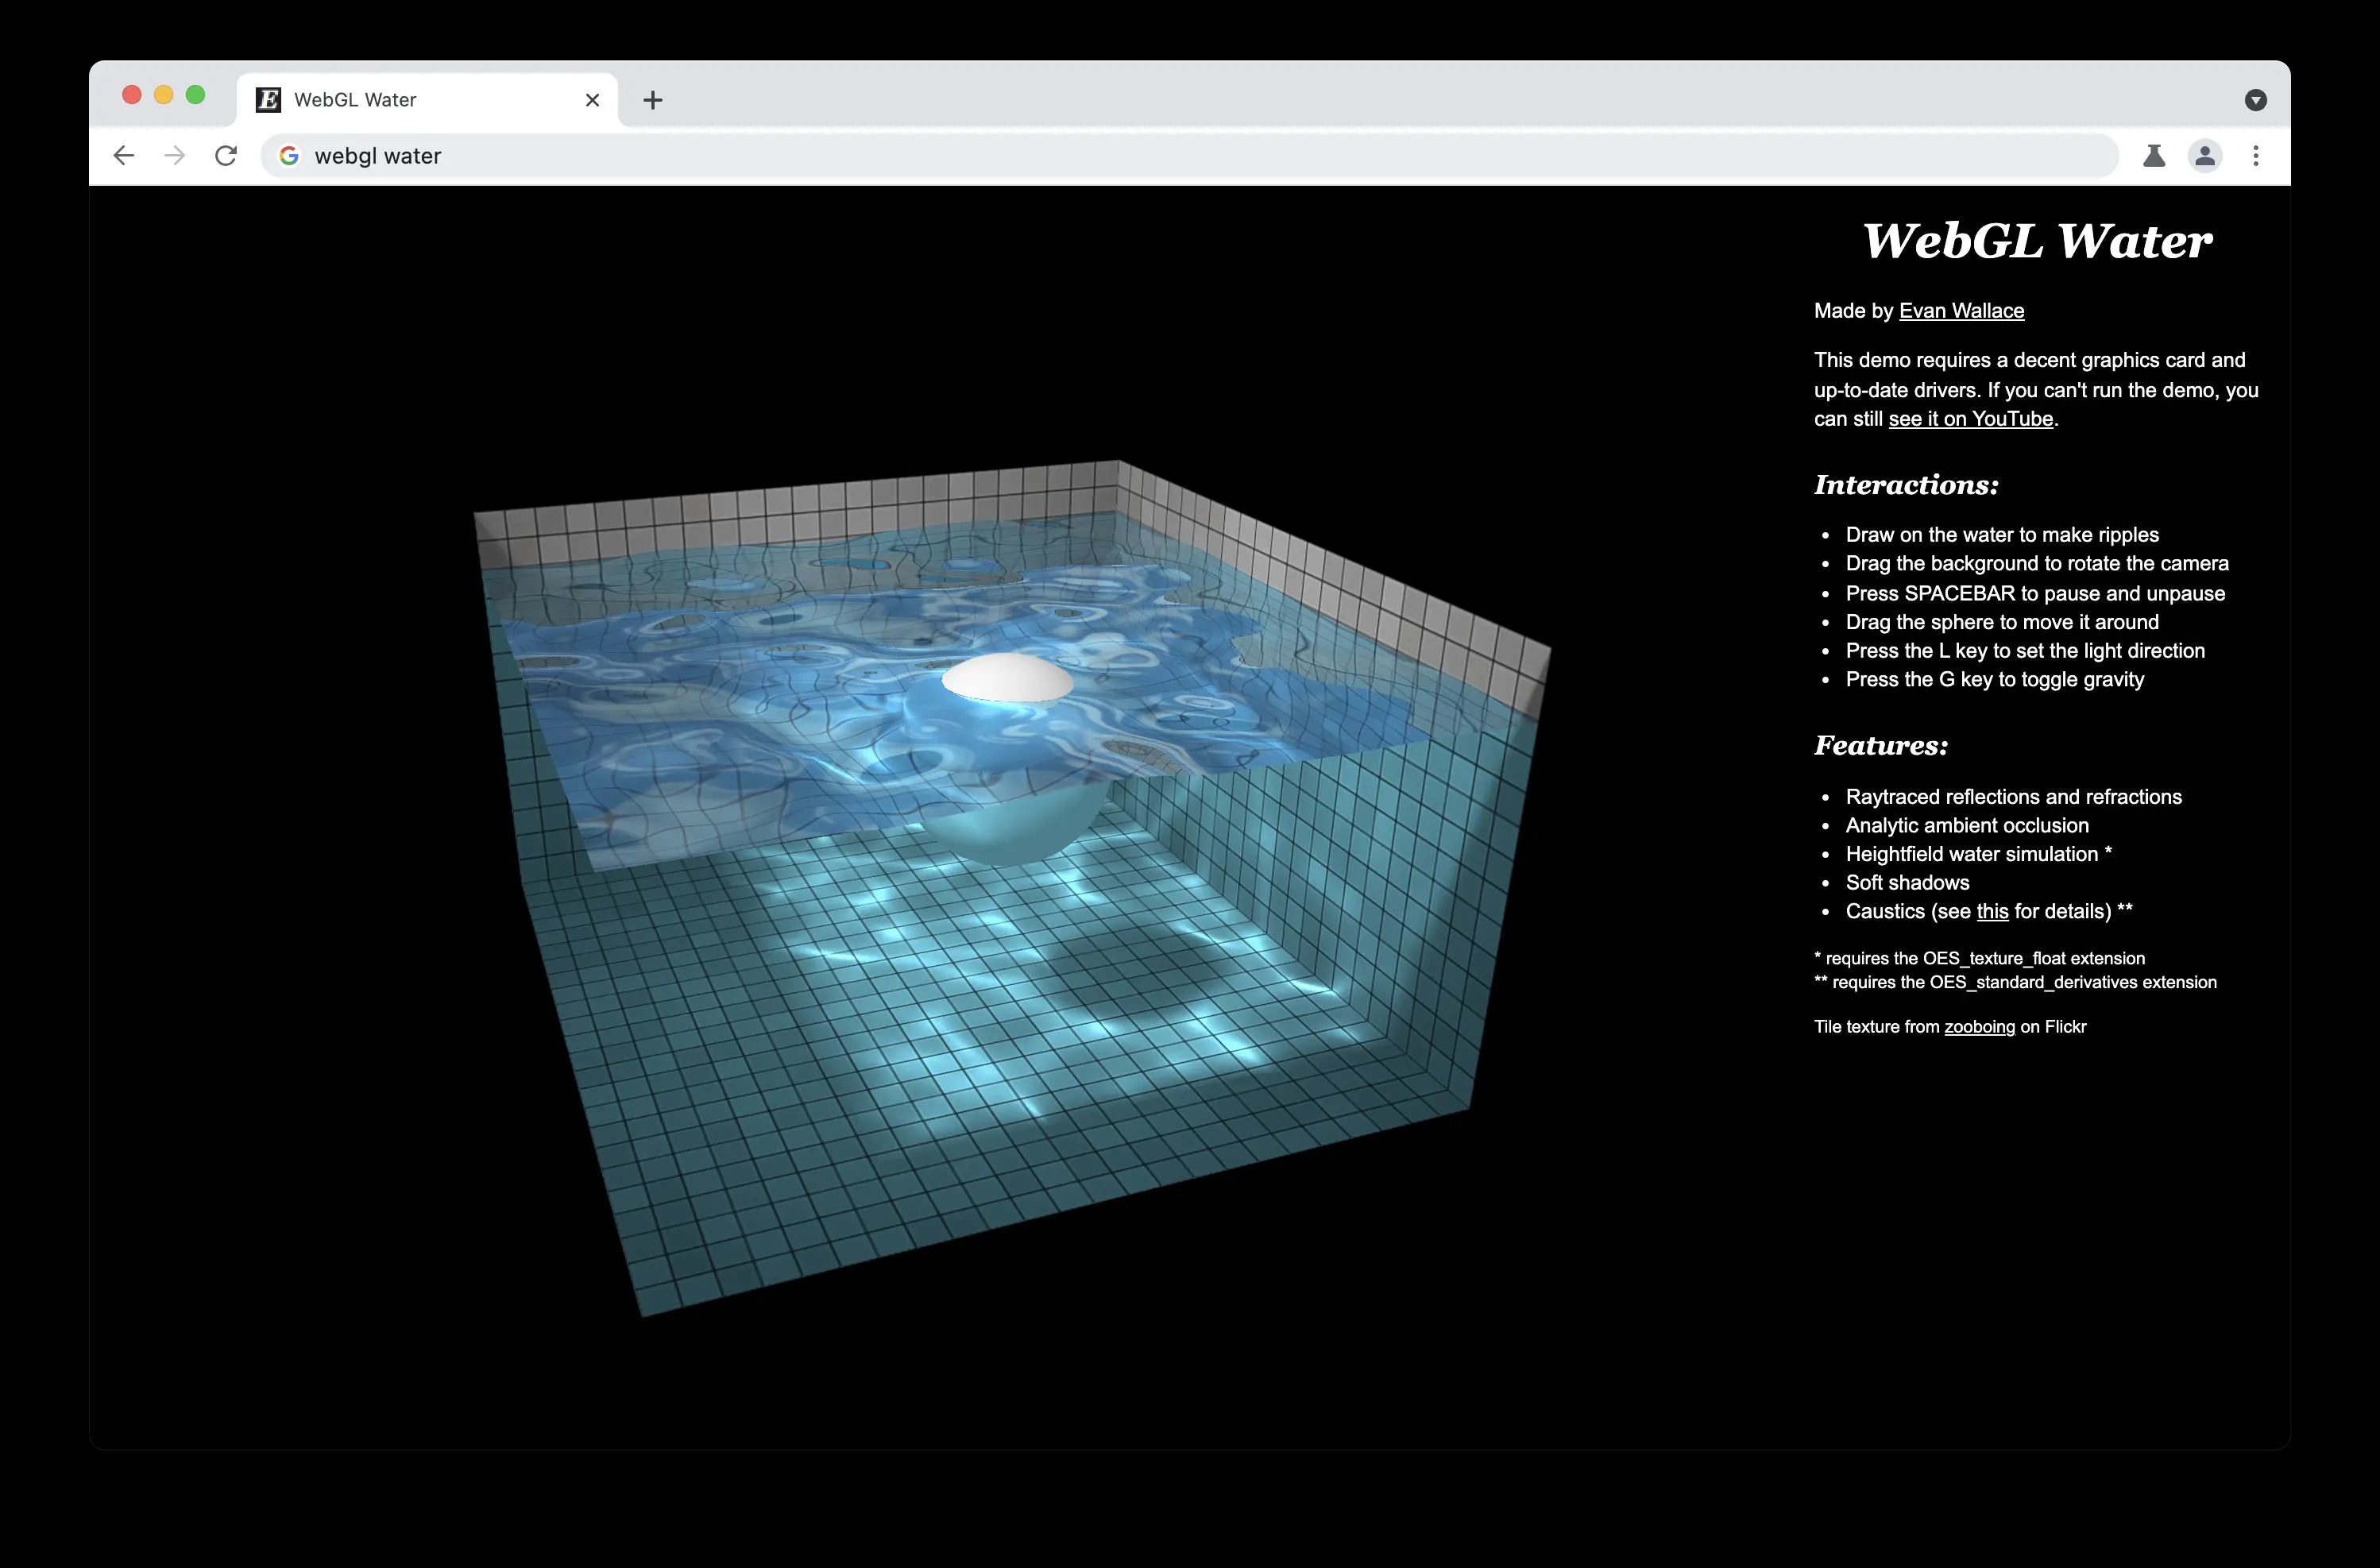 E WebGL Water
webgl water
WebGL Water
Made by Evan Wallace
This demo requires a decent graphics card and
up-to-date drivers. If you can't run the demo, you
can still see it on YouTube.
Interactions:
• Draw on the water to make ripples
• Drag the background to rotate the camera
• Press SPACEBAR to pause and unpause
• Drag the sphere to move it around
• Press the L key to set the light direction
• Press the G key to toggle gravity
Features:
• Raytraced reflections and refractions
• Analytic ambient occlusion
• Heightfield water simulation *
• Soft shadows
• Caustics (see this for details) **
* requires the OES_texture_float extension
** requires the OES_standard_derivatives extension
Tile texture from zooboing on Flickr